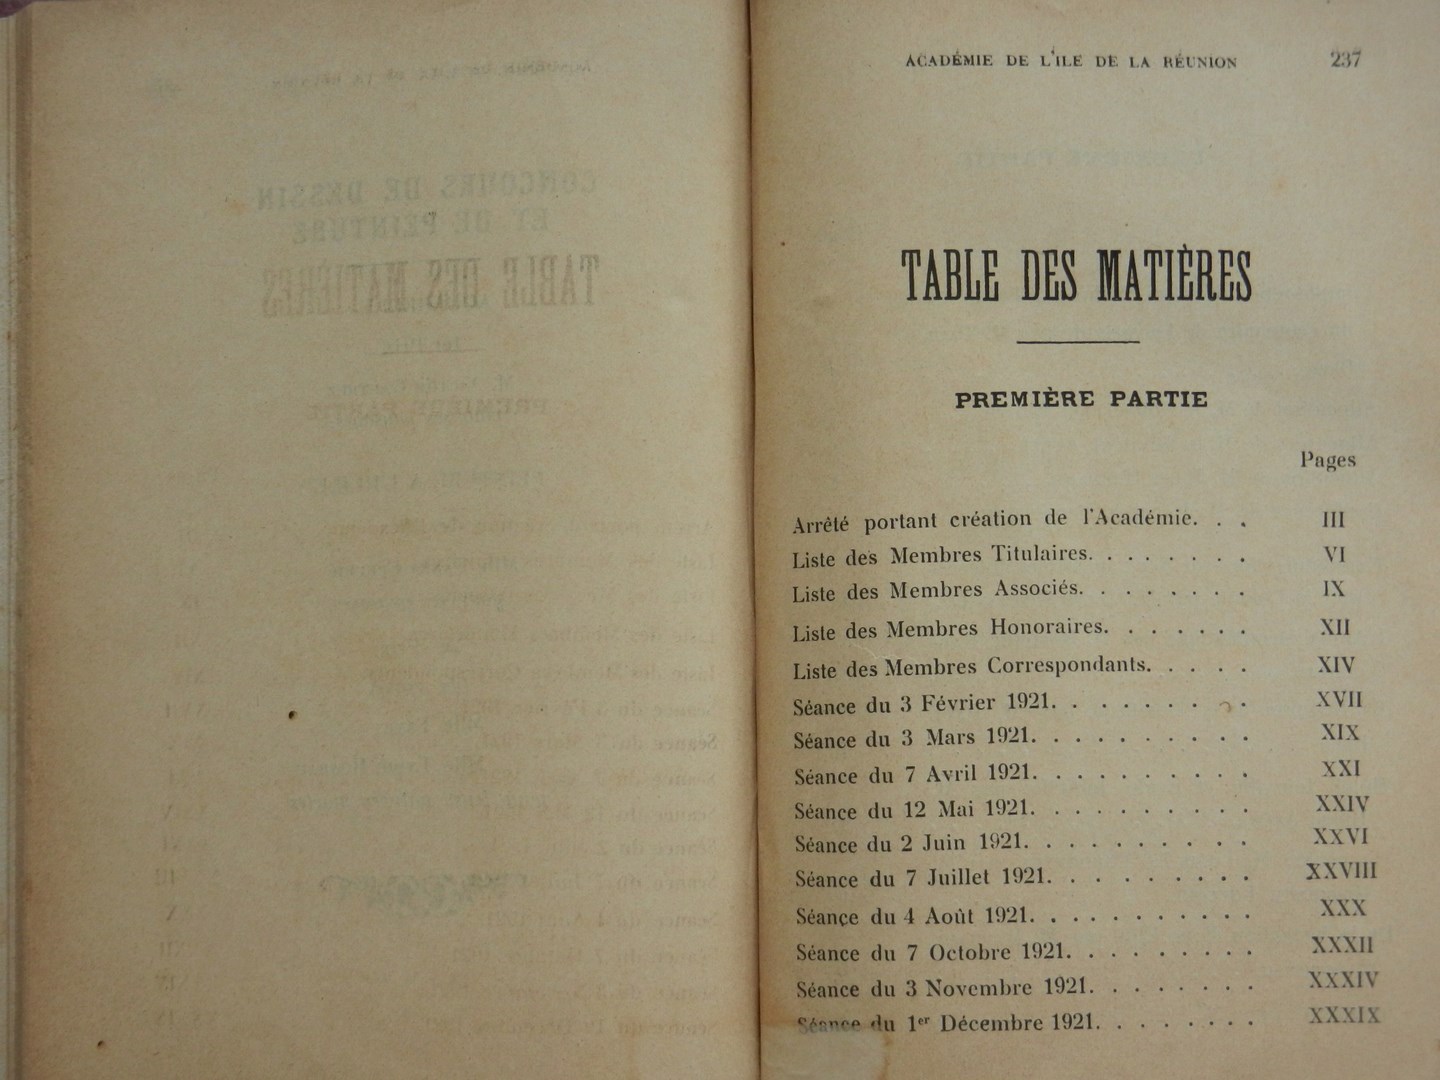 ACADÉMIE DE L'ILE DE LA RÉUNION 237
TABLE DES MATIÈRES
PREMIÈRE PARTIE
Pages
Arrêté portant création de l'Académie. . . III
Liste des Membres Titulaires. . . . . . . . VI
Liste des Membres Associés. . . . . . . . IX
Liste des Membres Honoraires. . . . . . . XII
Liste des Membres Correspondants. . . . . XIV
Séance du 3 Février 1921. . . . . . . . XVII
Séance du 3 Mars 1921. . . . . . . . . . XIX
Séance du 7 Avril 1921. . . . . . . . . . XXI
Séance du 12 Mai 1921. . . . . . . . . . XXIV
Séance du 2 Juin 1921. . . . . . . . . . XXVI
Séance du 7 Juillet 1921. . . . . . . . . XXVIII
Séance du 4 Août 1921. . . . . . . . . . . XXX
Séance du 7 Octobre 1921. . . . . . . . . XXXII
Séance du 3 Novembre 1921. . . . . . . . XXXIV
Séance du 1er Décembre 1921. . . . . . . . XXXIX